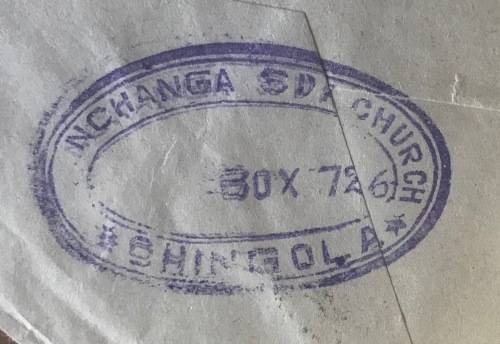 NCHANGA SDA CHURCH
BOX 726
★CHINGOLA★